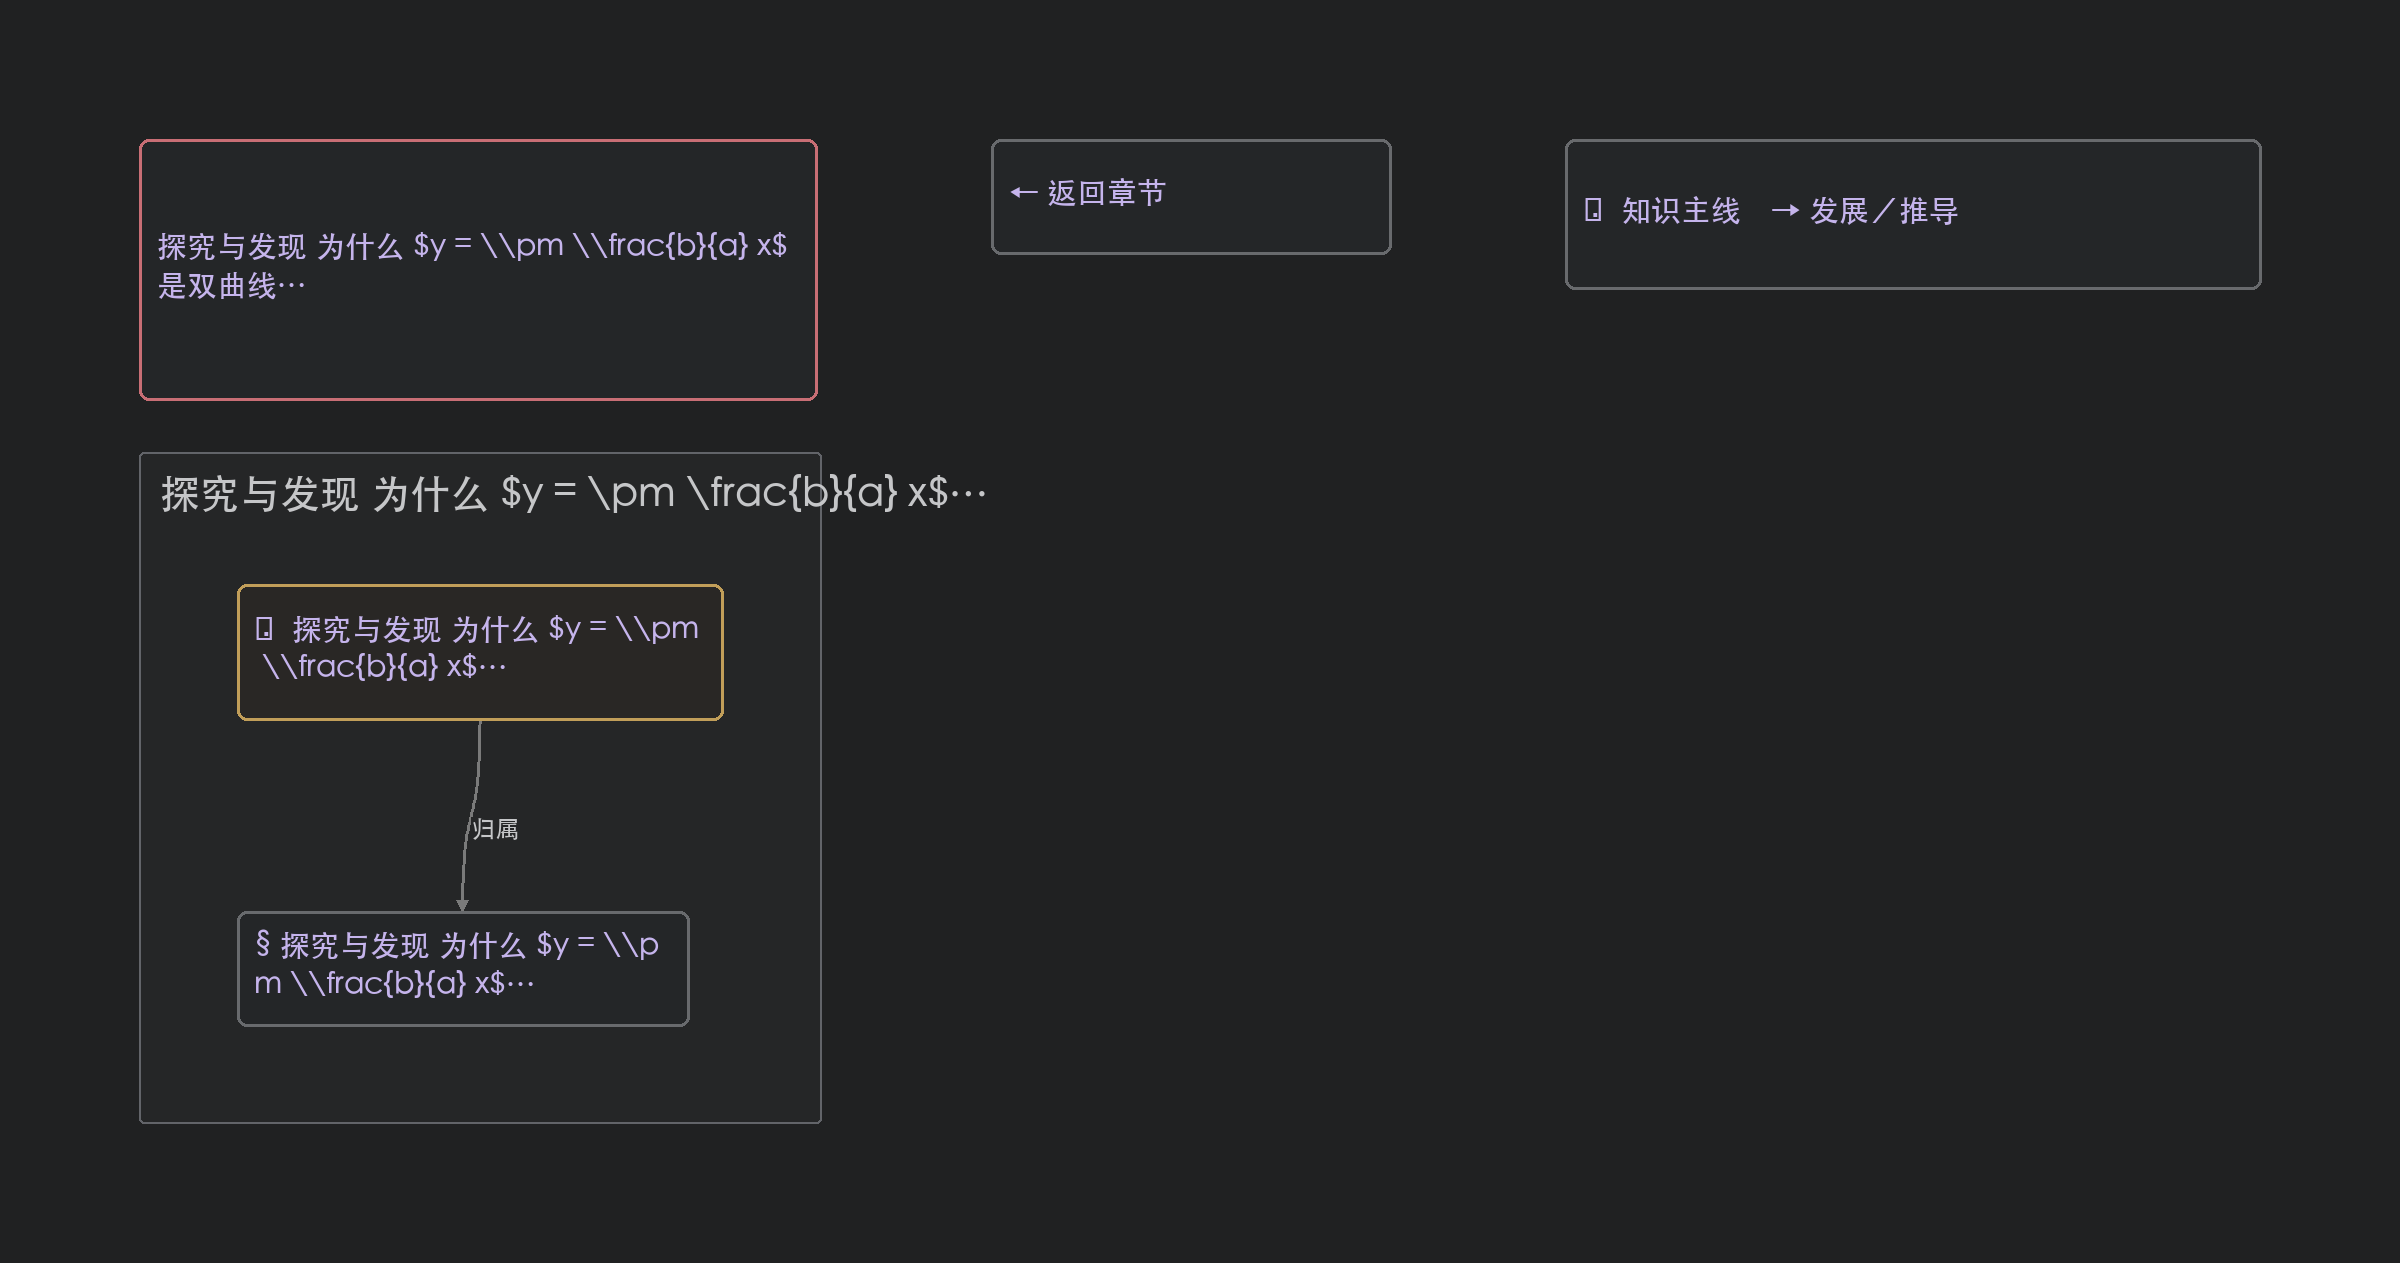 探究与发现 为什么 $y = \\pm \\frac{b}{a} x$
是双曲线…
← 返回章节
知识主线 → 发展／推导
探究与发现 为什么 $y = \pm \frac{b}{a} x$…
探究与发现 为什么 $y = \\pm
\\frac{b}{a} x$…
归属
§ 探究与发现 为什么 $y = \\p
m \\frac{b}{a} x$…